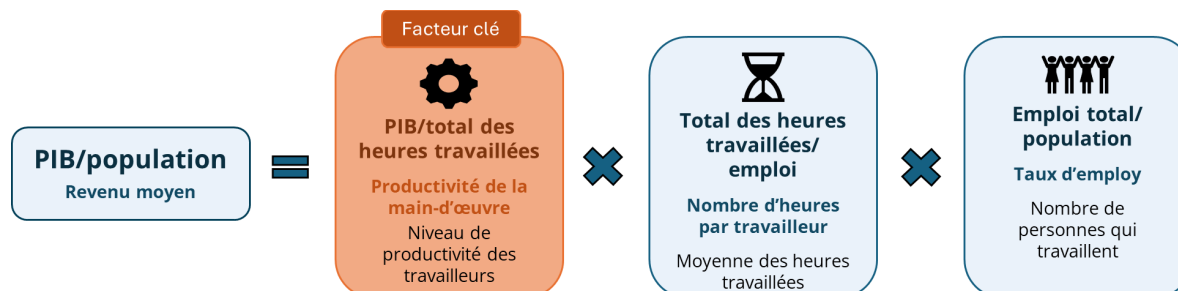 PIB/population
Revenu moyen
Facteur clé
PIB/total des
heures travaillées
Productivité de la
main-d'œuvre
Niveau de
productivité des
travailleurs
Total des heures
travaillées/
emploi
Nombre d'heures
par travailleur
Moyenne des heures
travaillées
Emploi total/
population
Taux d'employ
Nombre de
personnes qui
travaillent